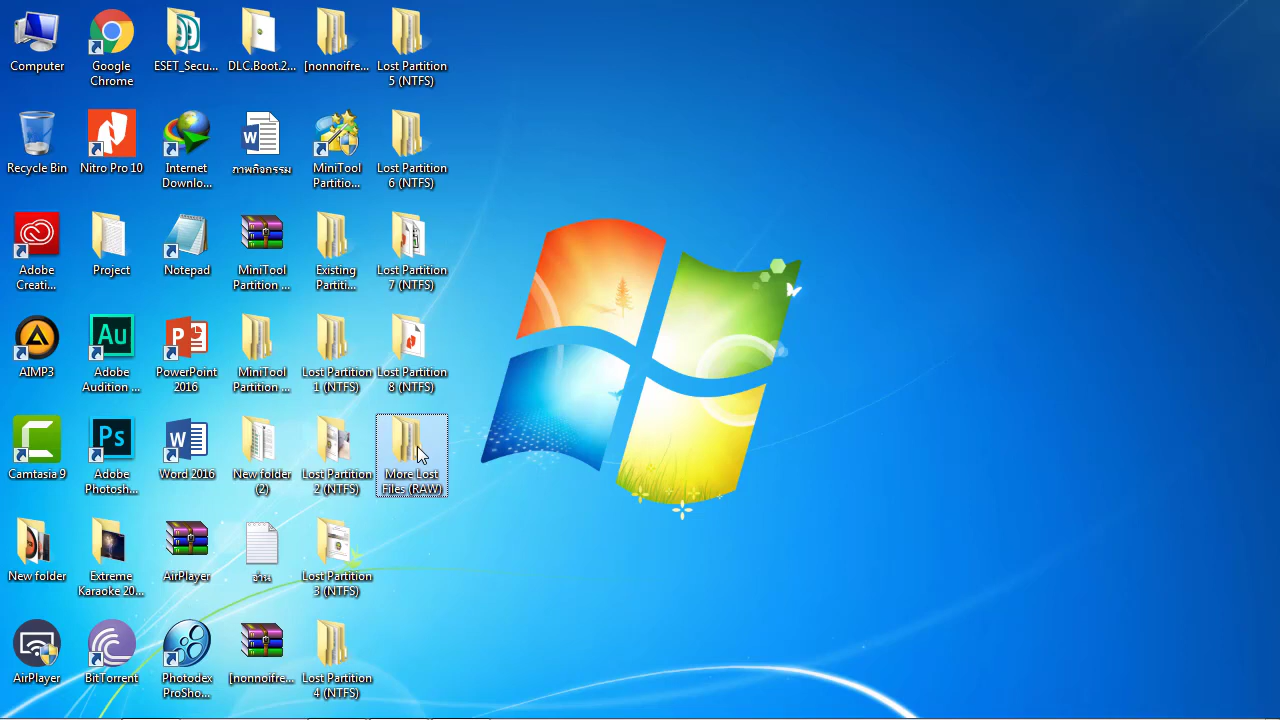 Computer
Google
Chrome
ESET_Secu...
DLC.Boot.2...
[nonnoifre...
Lost Partition
5 (NTFS)
Recycle Bin
Nitro Pro 10
Internet
Downlo...
ภาพกิจกรรม
MiniTool
Partitio...
Lost Partition
6 (NTFS)
Adobe
Creati...
Project
Notepad
MiniTool
Partition ...
Existing
Partiti...
Lost Partition
7 (NTFS)
AIMP3
Adobe
Audition ...
PowerPoint
2016
MiniTool
Partition ...
Lost Partition
1 (NTFS)
Lost Partition
8 (NTFS)
Camtasia 9
Adobe
Photosh...
Word 2016
New folder
(2)
Lost Partition
2 (NTFS)
More Lost
Files (RAW)
New folder
Extreme
Karaoke 20...
AirPlayer
อ่าน
Lost Partition
3 (NTFS)
AirPlayer
BitTorrent
Photodex
ProSho...
[nonnoifre...
Lost Partition
4 (NTFS)